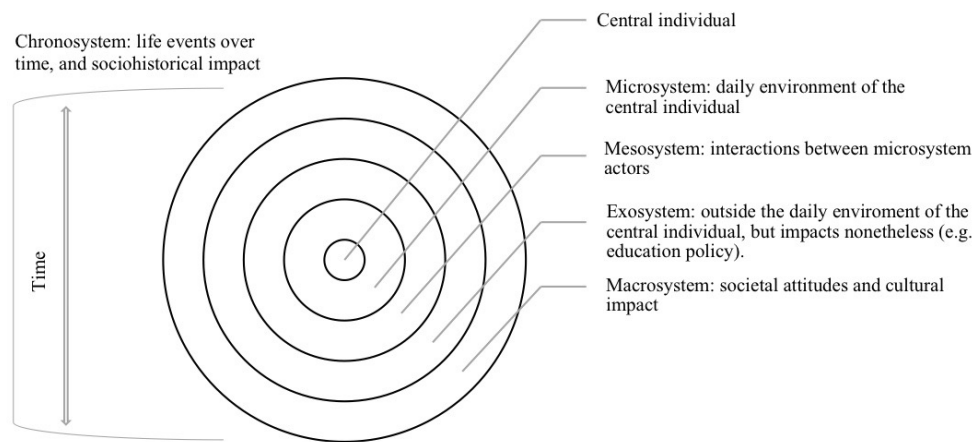 Central individual
Chronosystem: life events over
time, and sociohistorical impact
Microsystem: daily environment of the
central individual
Mesosystem: interactions between microsystem
actors
Exosystem: outside the daily enviroment of the
central individual, but impacts nonetheless (e.g.
education policy).
Macrosystem: societal attitudes and cultural
impact
Time